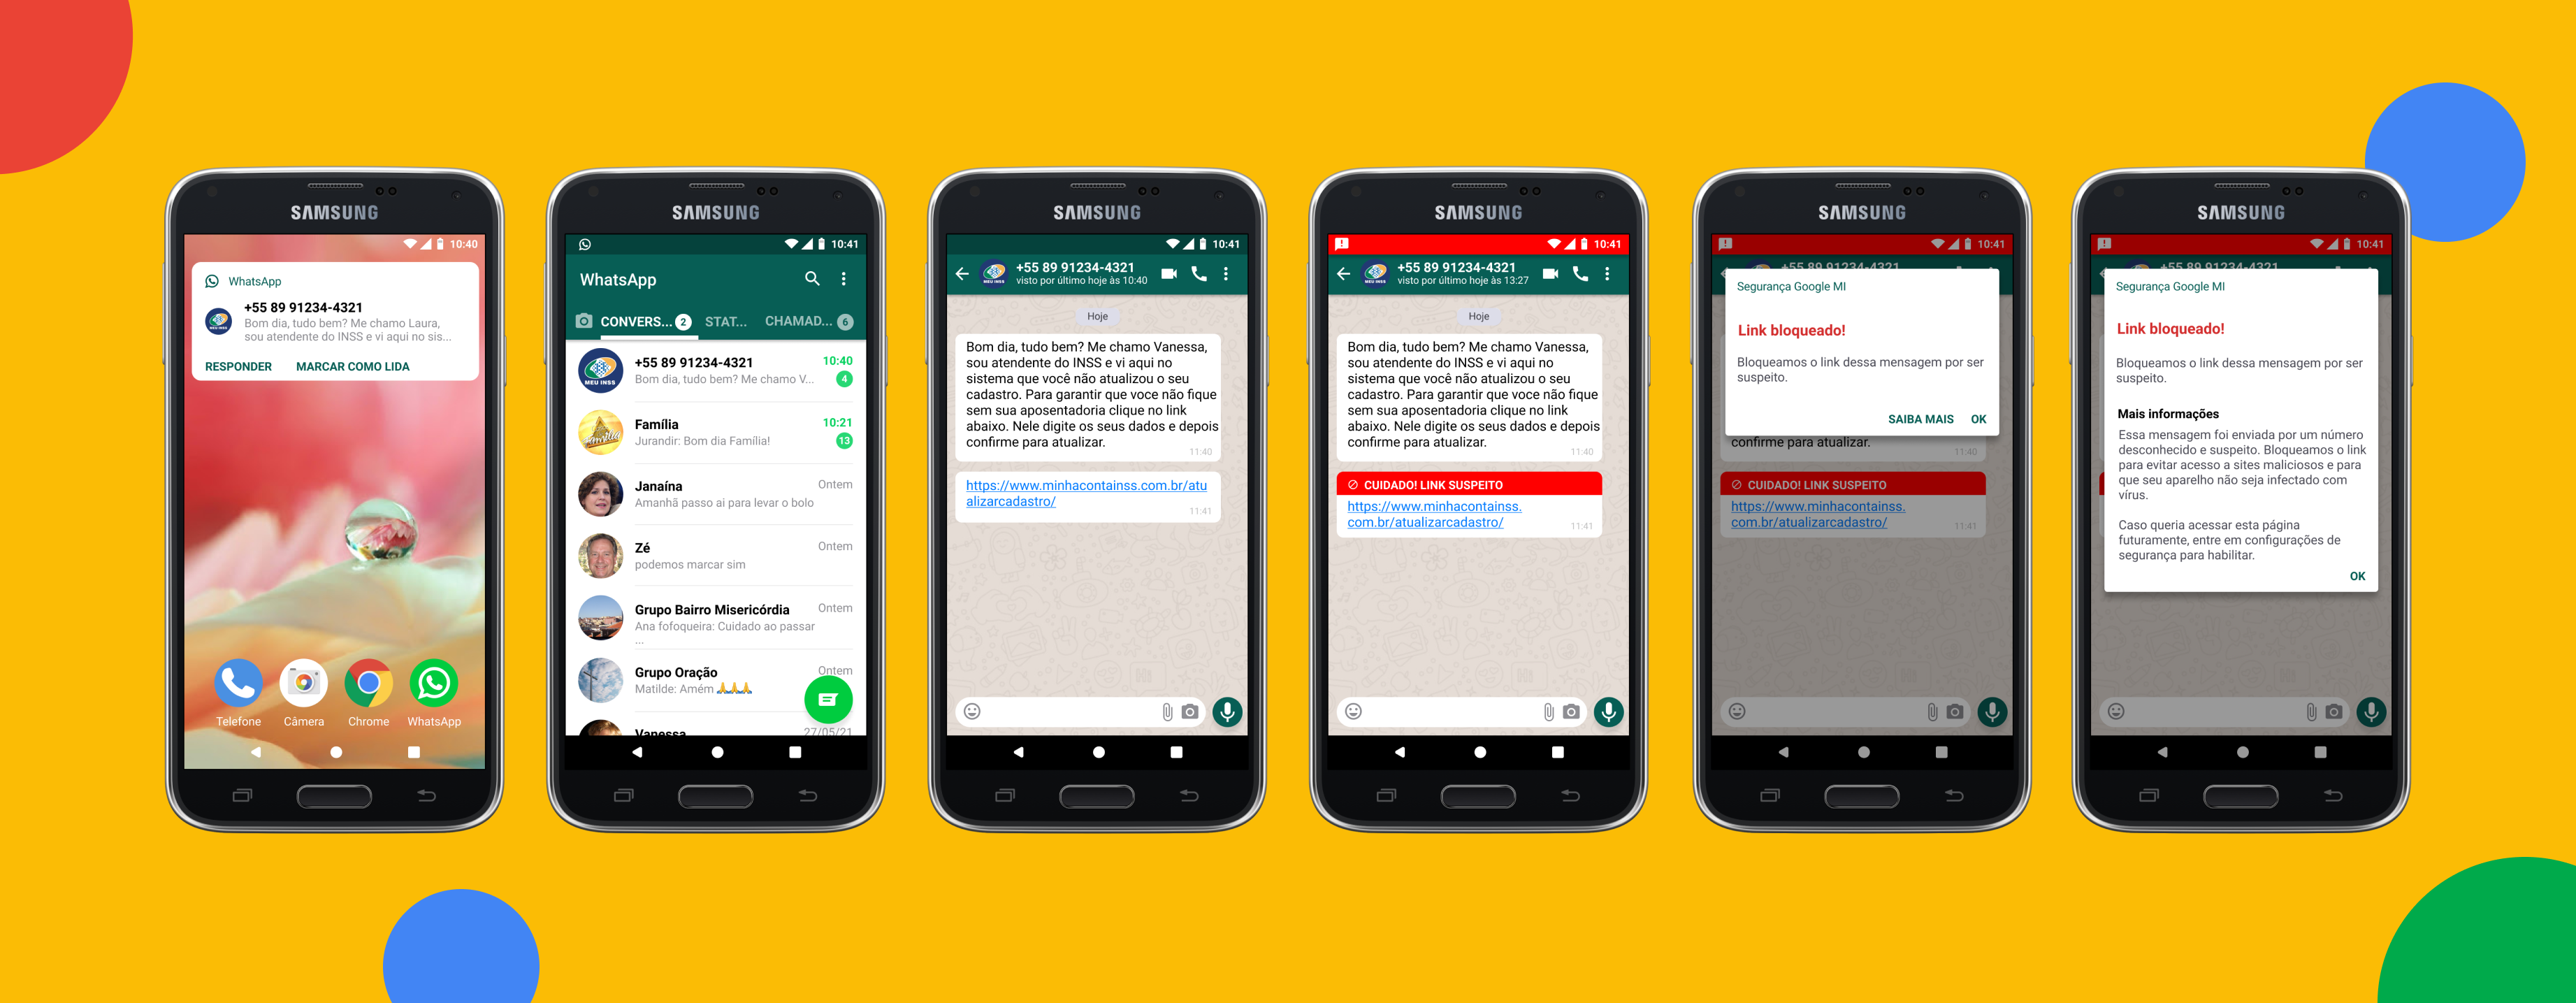 SAMSUNG
10:40
WhatsApp
+55 89 91234-4321
Bom dia, tudo bem? Me chamo Laura,
sou atendente do INSS e vi aqui no sis...
RESPONDER MARCAR COMO LIDA
Telefone Câmera Chrome WhatsApp
SAMSUNG
10:41
WhatsApp
CONVERS... 2 STAT... CHAMAD... 6
+55 89 91234-4321 10:40
Bom dia, tudo bem? Me chamo V... 4
MEU INSS
Família 10:21
Jurandir: Bom dia Família! 13
Janaína Ontem
Amanhã passo ai para levar o bolo
Zé Ontem
podemos marcar sim
Grupo Bairro Misericórdia Ontem
Ana fofoqueira: Cuidado ao passar
...
Grupo Oração Ontem
Matilde: Amém 🙏🙏🙏
Vanessa 27/05/21
SAMSUNG
10:41
+55 89 91234-4321
visto por último hoje às 10:40
Hoje
Bom dia, tudo bem? Me chamo Vanessa,
sou atendente do INSS e vi aqui no
sistema que você não atualizou o seu
cadastro. Para garantir que voce não fique
sem sua aposentadoria clique no link
abaixo. Nele digite os seus dados e depois
confirme para atualizar.
11:40
https://www.minhacontainss.com.br/atu
alizarcadastro/
11:41
SAMSUNG
10:41
+55 89 91234-4321
visto por último hoje às 13:27
Hoje
Bom dia, tudo bem? Me chamo Vanessa,
sou atendente do INSS e vi aqui no
sistema que você não atualizou o seu
cadastro. Para garantir que voce não fique
sem sua aposentadoria clique no link
abaixo. Nele digite os seus dados e depois
confirme para atualizar.
11:40
CUIDADO! LINK SUSPEITO
https://www.minhacontainss.
com.br/atualizarcadastro/ 11:41
SAMSUNG
10:41
+55 89 91234-4321
Segurança Google MI
Link bloqueado!
Bloqueamos o link dessa mensagem por ser
suspeito.
SAIBA MAIS OK
confirme para atualizar.
11:40
CUIDADO! LINK SUSPEITO
https://www.minhacontainss.
com.br/atualizarcadastro/ 11:41
SAMSUNG
10:41
+55 89 91234-4321
Segurança Google MI
Link bloqueado!
Bloqueamos o link dessa mensagem por ser
suspeito.
Mais informações
Essa mensagem foi enviada por um número
desconhecido e suspeito. Bloqueamos o link
para evitar acesso a sites maliciosos e para
que seu aparelho não seja infectado com
vírus.
Caso queria acessar esta página
futuramente, entre em configurações de
segurança para habilitar.
OK